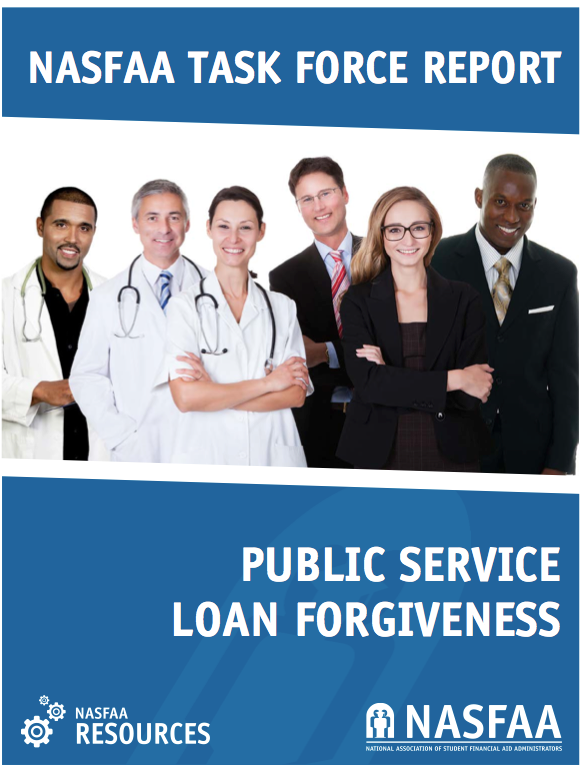 NASFAA TASK FORCE REPORT
PUBLIC SERVICE
LOAN FORGIVENESS
NASFAA
RESOURCES
NASFAA
NATIONAL ASSOCIATION OF STUDENT FINANCIAL AID ADMINISTRATORS